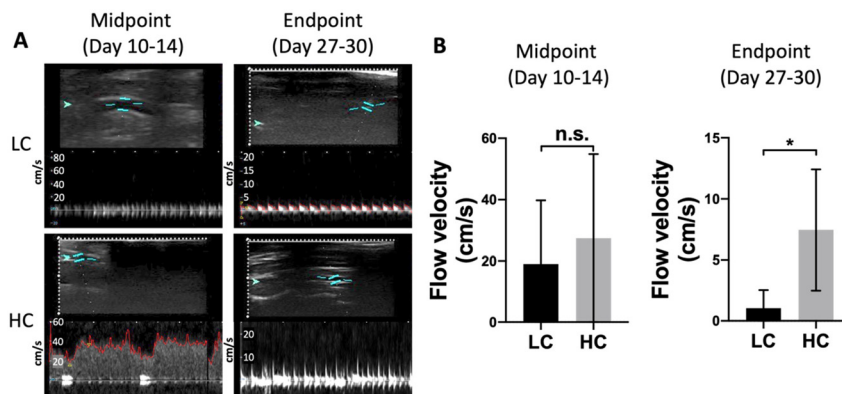 A
Midpoint
(Day 10-14)
Endpoint
(Day 27-30)
LC
cm/s
80
60
40
20
cm/s
20
15
10
5
HC
cm/s
60
40
20
cm/s
20
10
B
Midpoint
(Day 10-14)
Flow velocity
(cm/s)
60
40
20
0
n.s.
LC
HC
Endpoint
(Day 27-30)
Flow velocity
(cm/s)
15
10
5
0
*
LC
HC